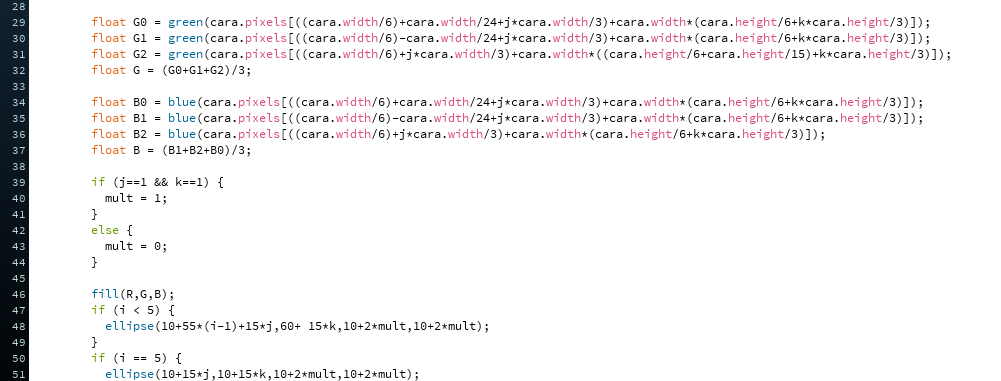 28
29 float G0 = green(cara.pixels[((cara.width/6)+cara.width/24+j*cara.width/3)+cara.width*(cara.height/6+k*cara.height/3)]);
30 float G1 = green(cara.pixels[((cara.width/6)-cara.width/24+j*cara.width/3)+cara.width*(cara.height/6+k*cara.height/3)]);
31 float G2 = green(cara.pixels[((cara.width/6)+j*cara.width/3)+cara.width*((cara.height/6+cara.height/15)+k*cara.height/3)]);
32 float G = (G0+G1+G2)/3;
33
34 float B0 = blue(cara.pixels[((cara.width/6)+cara.width/24+j*cara.width/3)+cara.width*(cara.height/6+k*cara.height/3)]);
35 float B1 = blue(cara.pixels[((cara.width/6)-cara.width/24+j*cara.width/3)+cara.width*(cara.height/6+k*cara.height/3)]);
36 float B2 = blue(cara.pixels[((cara.width/6)+j*cara.width/3)+cara.width*(cara.height/6+k*cara.height/3)]);
37 float B = (B1+B2+B0)/3;
38
39 if (j==1 && k==1) {
40 mult = 1;
41 }
42 else {
43 mult = 0;
44 }
45
46 fill(R,G,B);
47 if (i < 5) {
48 ellipse(10+55*(i-1)+15*j,60+ 15*k,10+2*mult,10+2*mult);
49 }
50 if (i == 5) {
51 ellipse(10+15*j,10+15*k,10+2*mult,10+2*mult);